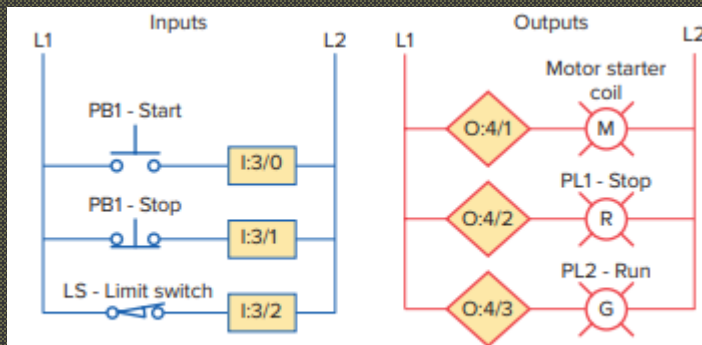 Inputs
L1
L2
PB1 - Start
I:3/0
PB1 - Stop
I:3/1
LS - Limit switch
I:3/2
Outputs
L1
L2
Motor starter
coil
O:4/1
M
PL1 - Stop
O:4/2
R
PL2 - Run
O:4/3
G